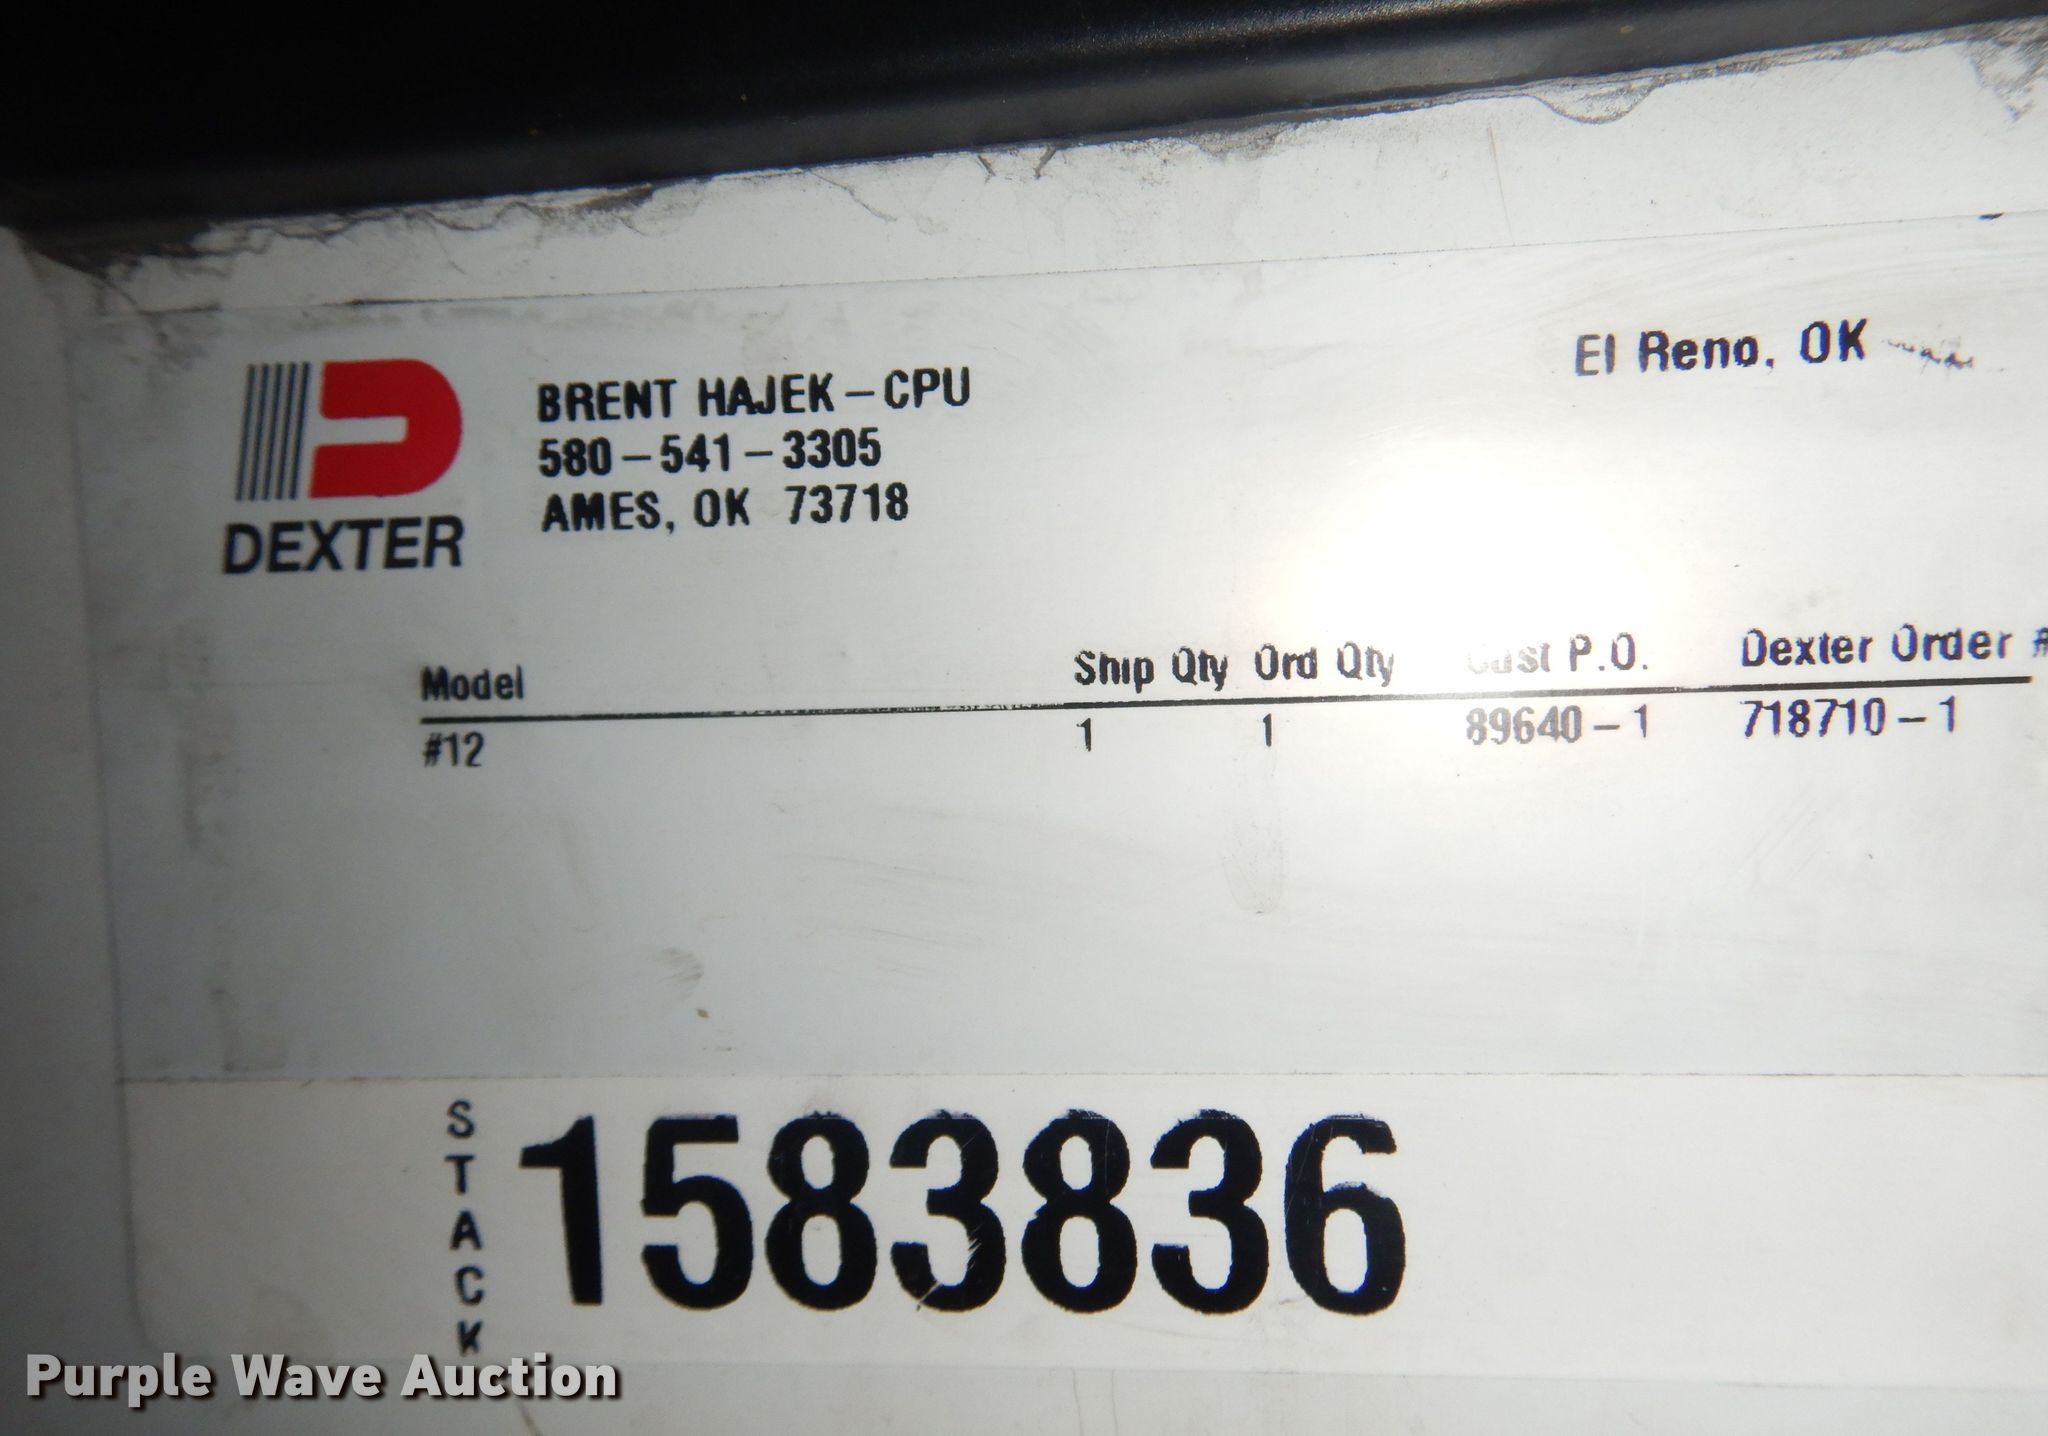 El Reno, OK
DEXTER
BRENT HAJEK-CPU
580-541-3305
AMES, OK 73718
Model Ship Qty Ord Qty Cust P.O. Dexter Order #
#12 1 1 89640-1 718710-1
STACK
1583836
Purple Wave Auction